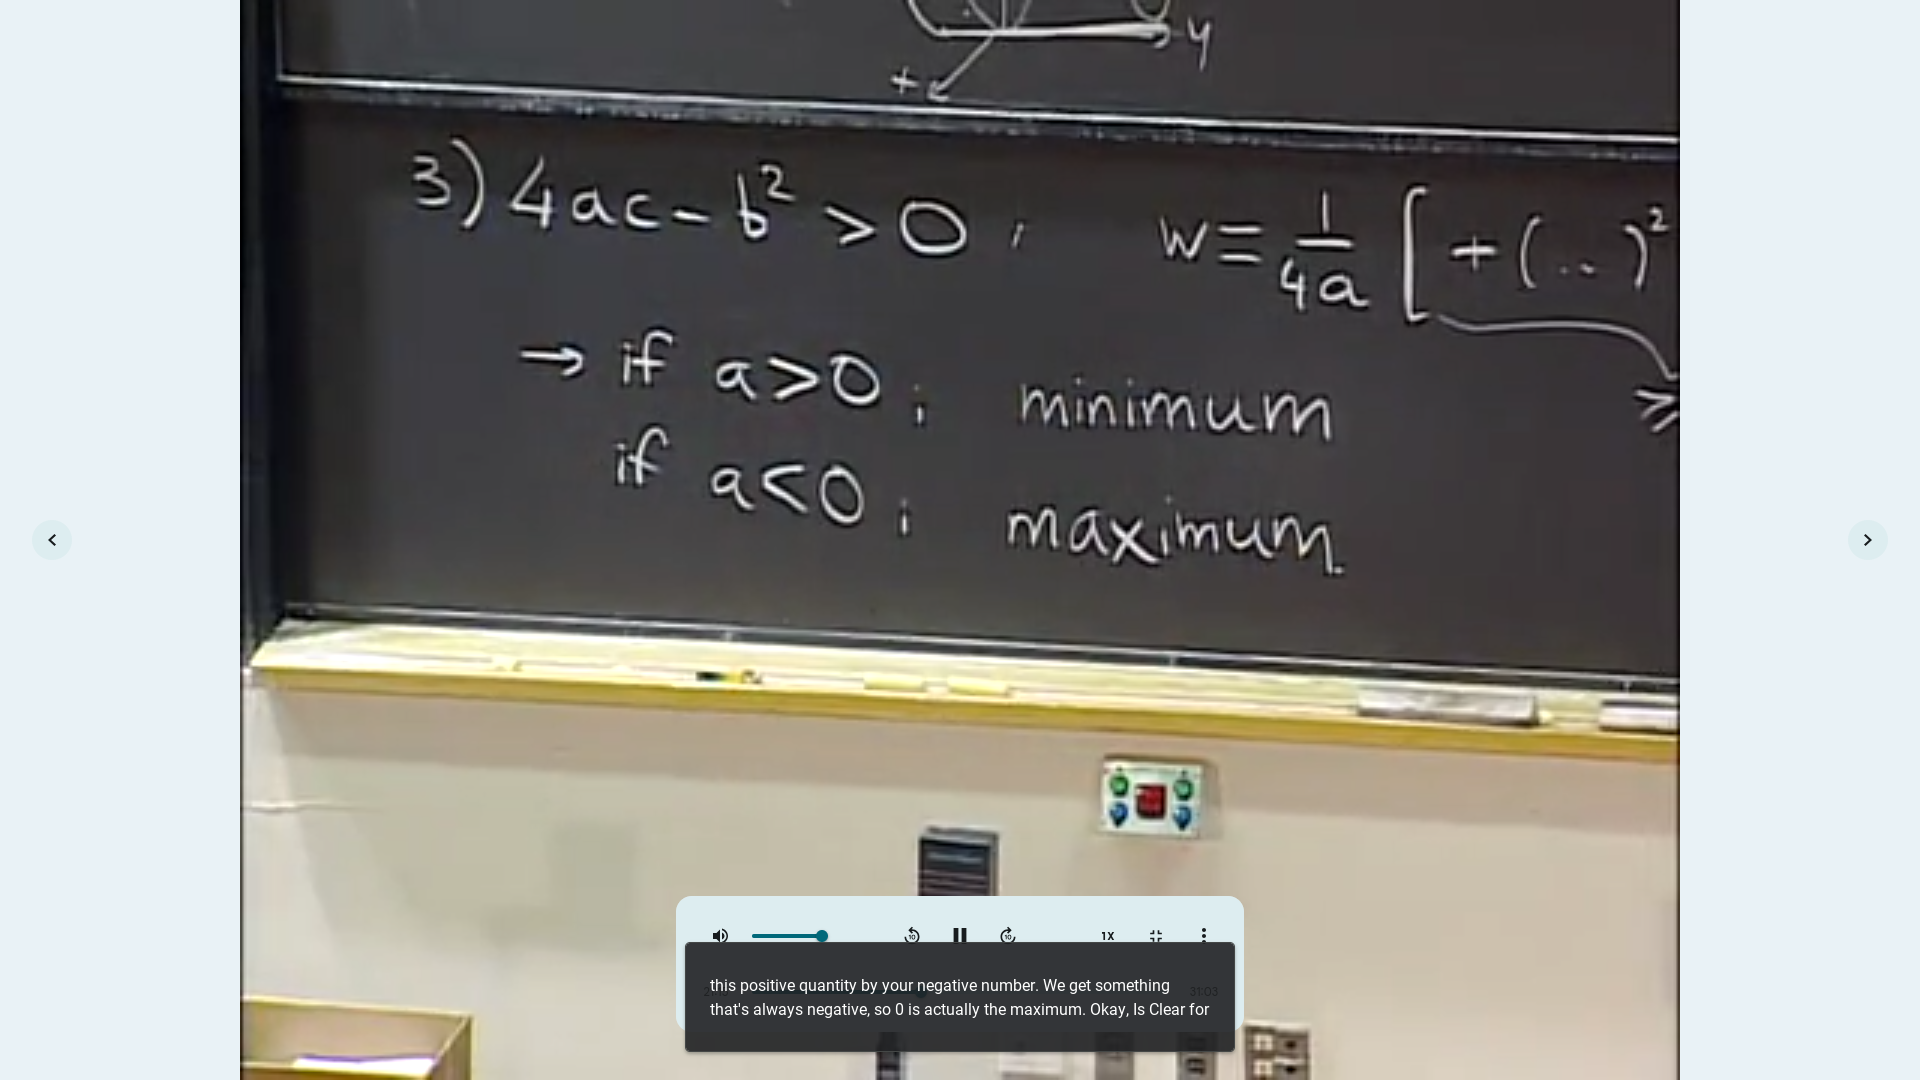 y
+
3) 4ac - b² > 0 ; w ≡ 1/4a [ + (..)²
→ if a > 0 ; minimum
≥
if a < 0 ; maximum.
1X
31:03
this positive quantity by your negative number. We get something
that's always negative, so 0 is actually the maximum. Okay, Is Clear for